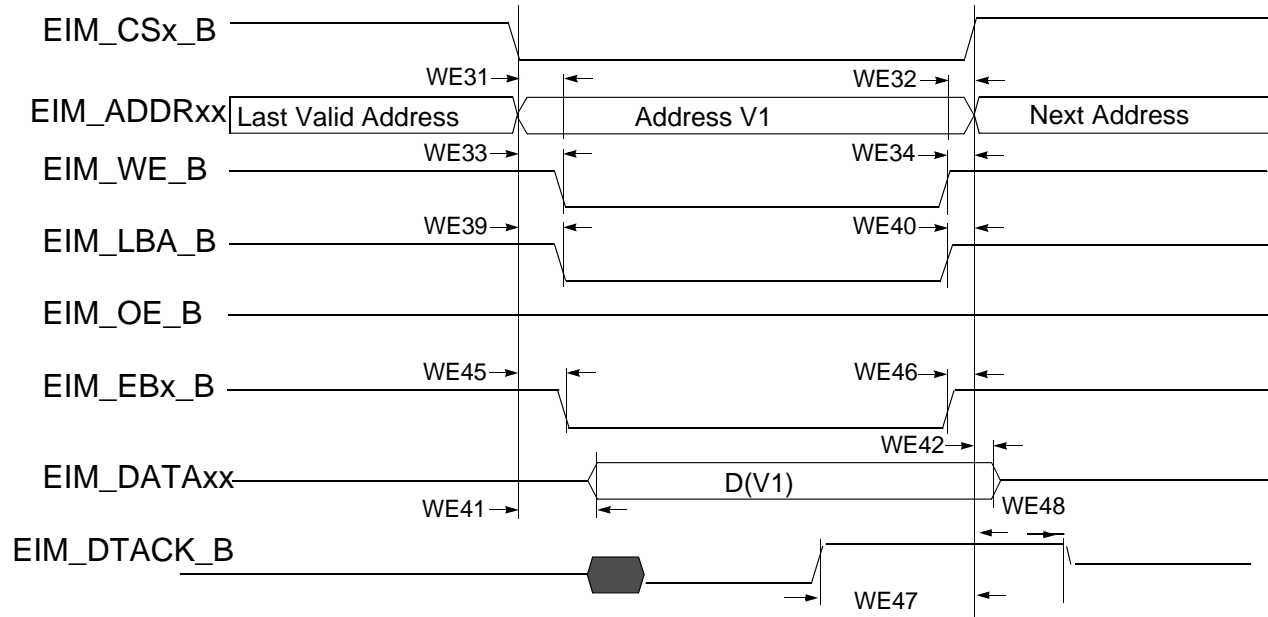 EIM_CSx_B
WE31
WE32
EIM_ADDRxx
Last Valid Address
Address V1
Next Address
WE33
WE34
EIM_WE_B
WE39
WE40
EIM_LBA_B
EIM_OE_B
WE45
WE46
EIM_EBx_B
WE42
EIM_DATAxx
D(V1)
WE41
WE48
EIM_DTACK_B
WE47